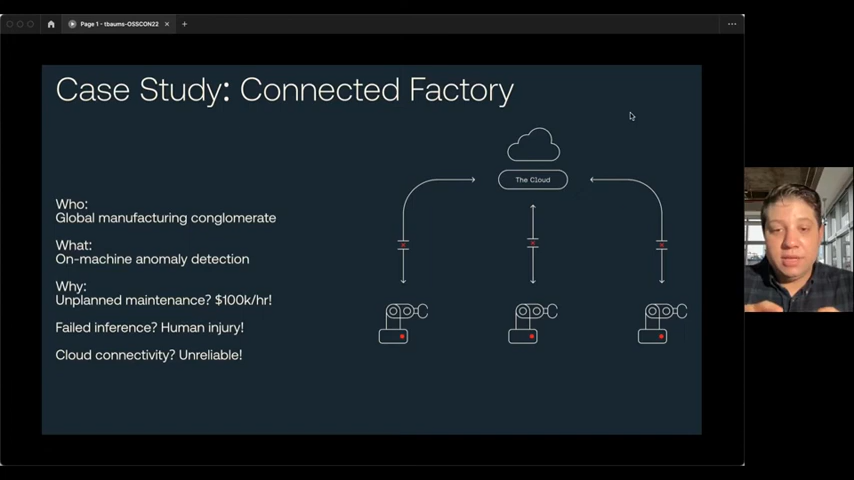 Page 1 - tbaums-OSSCON22
Case Study: Connected Factory
The Cloud
Who:
Global manufacturing conglomerate
What:
On-machine anomaly detection
Why:
Unplanned maintenance? $100k/hr!
Failed inference? Human injury!
Cloud connectivity? Unreliable!